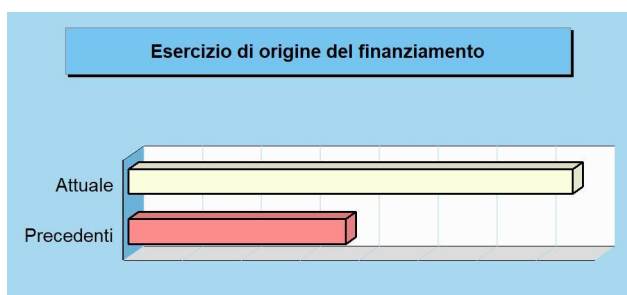 Esercizio di origine del finanziamento
Attuale
Precedenti